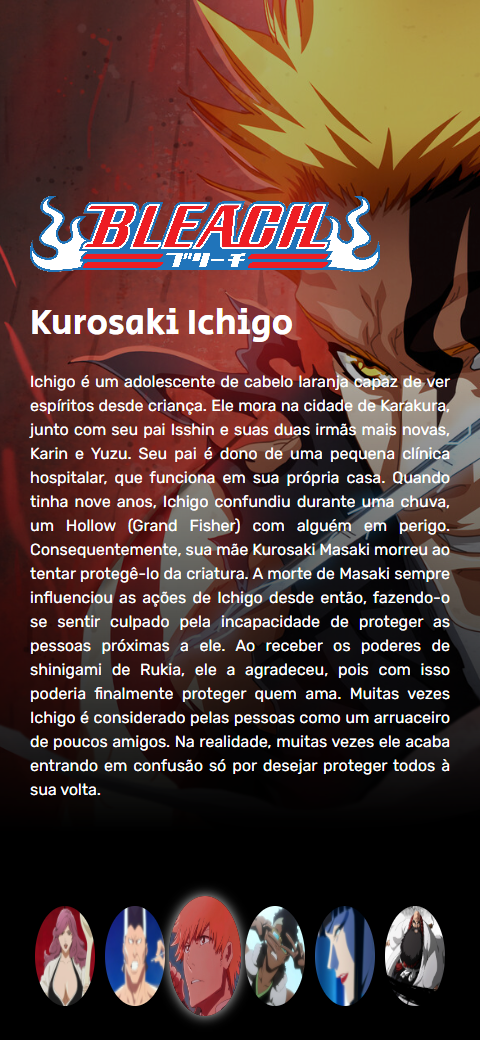 BLEACH
ブリーチ
Kurosaki Ichigo
Ichigo é um adolescente de cabelo laranja capaz de ver
espíritos desde criança. Ele mora na cidade de Karakura,
junto com seu pai Isshin e suas duas irmãs mais novas,
Karin e Yuzu. Seu pai é dono de uma pequena clínica
hospitalar, que funciona em sua própria casa. Quando
tinha nove anos, Ichigo confundiu durante uma chuva,
um Hollow (Grand Fisher) com alguém em perigo.
Consequentemente, sua mãe Kurosaki Masaki morreu ao
tentar protegê-lo da criatura. A morte de Masaki sempre
influenciou as ações de Ichigo desde então, fazendo-o
se sentir culpado pela incapacidade de proteger as
pessoas próximas a ele. Ao receber os poderes de
shinigami de Rukia, ele a agradeceu, pois com isso
poderia finalmente proteger quem ama. Muitas vezes
Ichigo é considerado pelas pessoas como um arruaceiro
de poucos amigos. Na realidade, muitas vezes ele acaba
entrando em confusão só por desejar proteger todos à
sua volta.